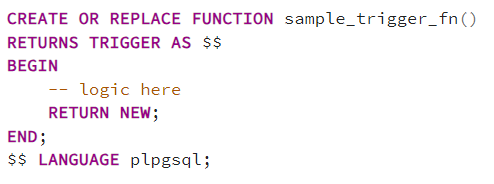 CREATE OR REPLACE FUNCTION sample_trigger_fn()
RETURNS TRIGGER AS $$
BEGIN
    -- logic here
    RETURN NEW;
END;
$$ LANGUAGE plpgsql;